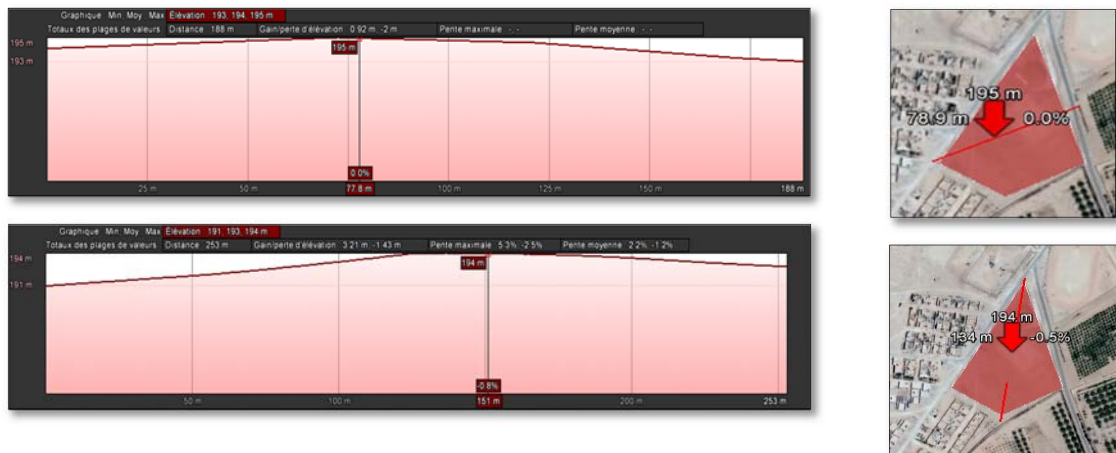 Graphique Min, Moy, Max Élévation 193, 194, 195 m
Totaux des plages de valeurs Distance 188 m Gain/perte d'élévation 0.92 m, -2 m Pente maximale -, - Pente moyenne -, -
195 m
193 m
195 m
0.0%
25 m 50 m 77.8 m 100 m 125 m 150 m 188 m
195 m
78.9 m 0.0%
Graphique Min, Moy, Max Élévation 191, 193, 194 m
Totaux des plages de valeurs Distance 253 m Gain/perte d'élévation 3.21 m, -1.43 m Pente maximale 5.3%, -2.5% Pente moyenne 2.2%, -1.2%
194 m
191 m
194 m
-0.8%
50 m 100 m 151 m 200 m 253 m
194 m
134 m -0.5%